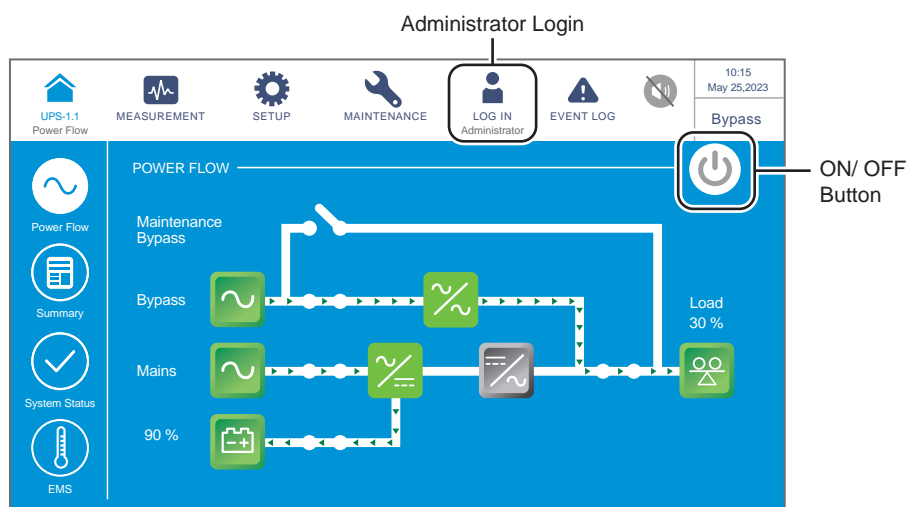 Administrator Login
UPS-1.1
Power Flow
MEASUREMENT
SETUP
MAINTENANCE
LOG IN
Administrator
EVENT LOG
10:15
May 25,2023
Bypass
ON/ OFF
Button
Power Flow
Summary
System Status
EMS
POWER FLOW
Maintenance
Bypass
Bypass
Load
30 %
Mains
90 %